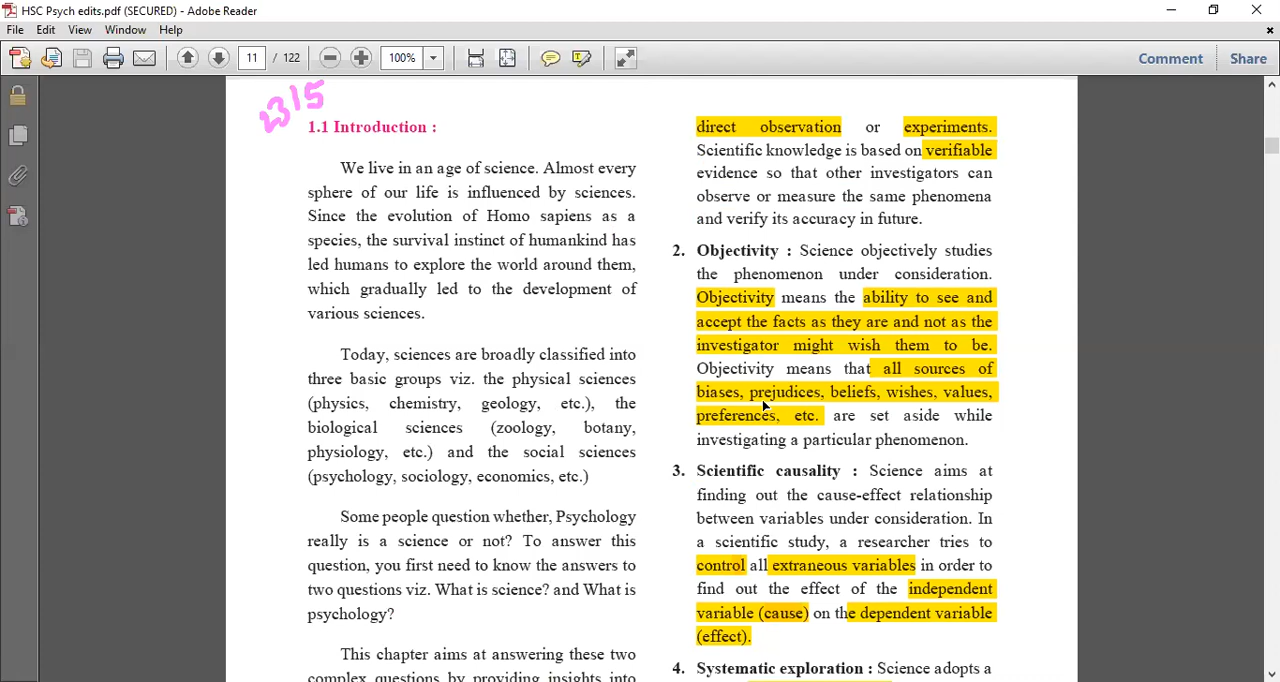 HSC Psych edits.pdf (SECURED) - Adobe Reader
File Edit View Window Help
11 / 122 100% Comment Share
2315
1.1 Introduction :
We live in an age of science. Almost every
sphere of our life is influenced by sciences.
Since the evolution of Homo sapiens as a
species, the survival instinct of humankind has
led humans to explore the world around them,
which gradually led to the development of
various sciences.
Today, sciences are broadly classified into
three basic groups viz. the physical sciences
(physics, chemistry, geology, etc.), the
biological sciences (zoology, botany,
physiology, etc.) and the social sciences
(psychology, sociology, economics, etc.)
Some people question whether, Psychology
really is a science or not? To answer this
question, you first need to know the answers to
two questions viz. What is science? and What is
psychology?
This chapter aims at answering these two
complex questions by providing insights into
direct observation or experiments.
Scientific knowledge is based on verifiable
evidence so that other investigators can
observe or measure the same phenomena
and verify its accuracy in future.
2. Objectivity : Science objectively studies
the phenomenon under consideration.
Objectivity means the ability to see and
accept the facts as they are and not as the
investigator might wish them to be.
Objectivity means that all sources of
biases, prejudices, beliefs, wishes, values,
preferences, etc. are set aside while
investigating a particular phenomenon.
3. Scientific causality : Science aims at
finding out the cause-effect relationship
between variables under consideration. In
a scientific study, a researcher tries to
control all extraneous variables in order to
find out the effect of the independent
variable (cause) on the dependent variable
(effect).
4. Systematic exploration : Science adopts a